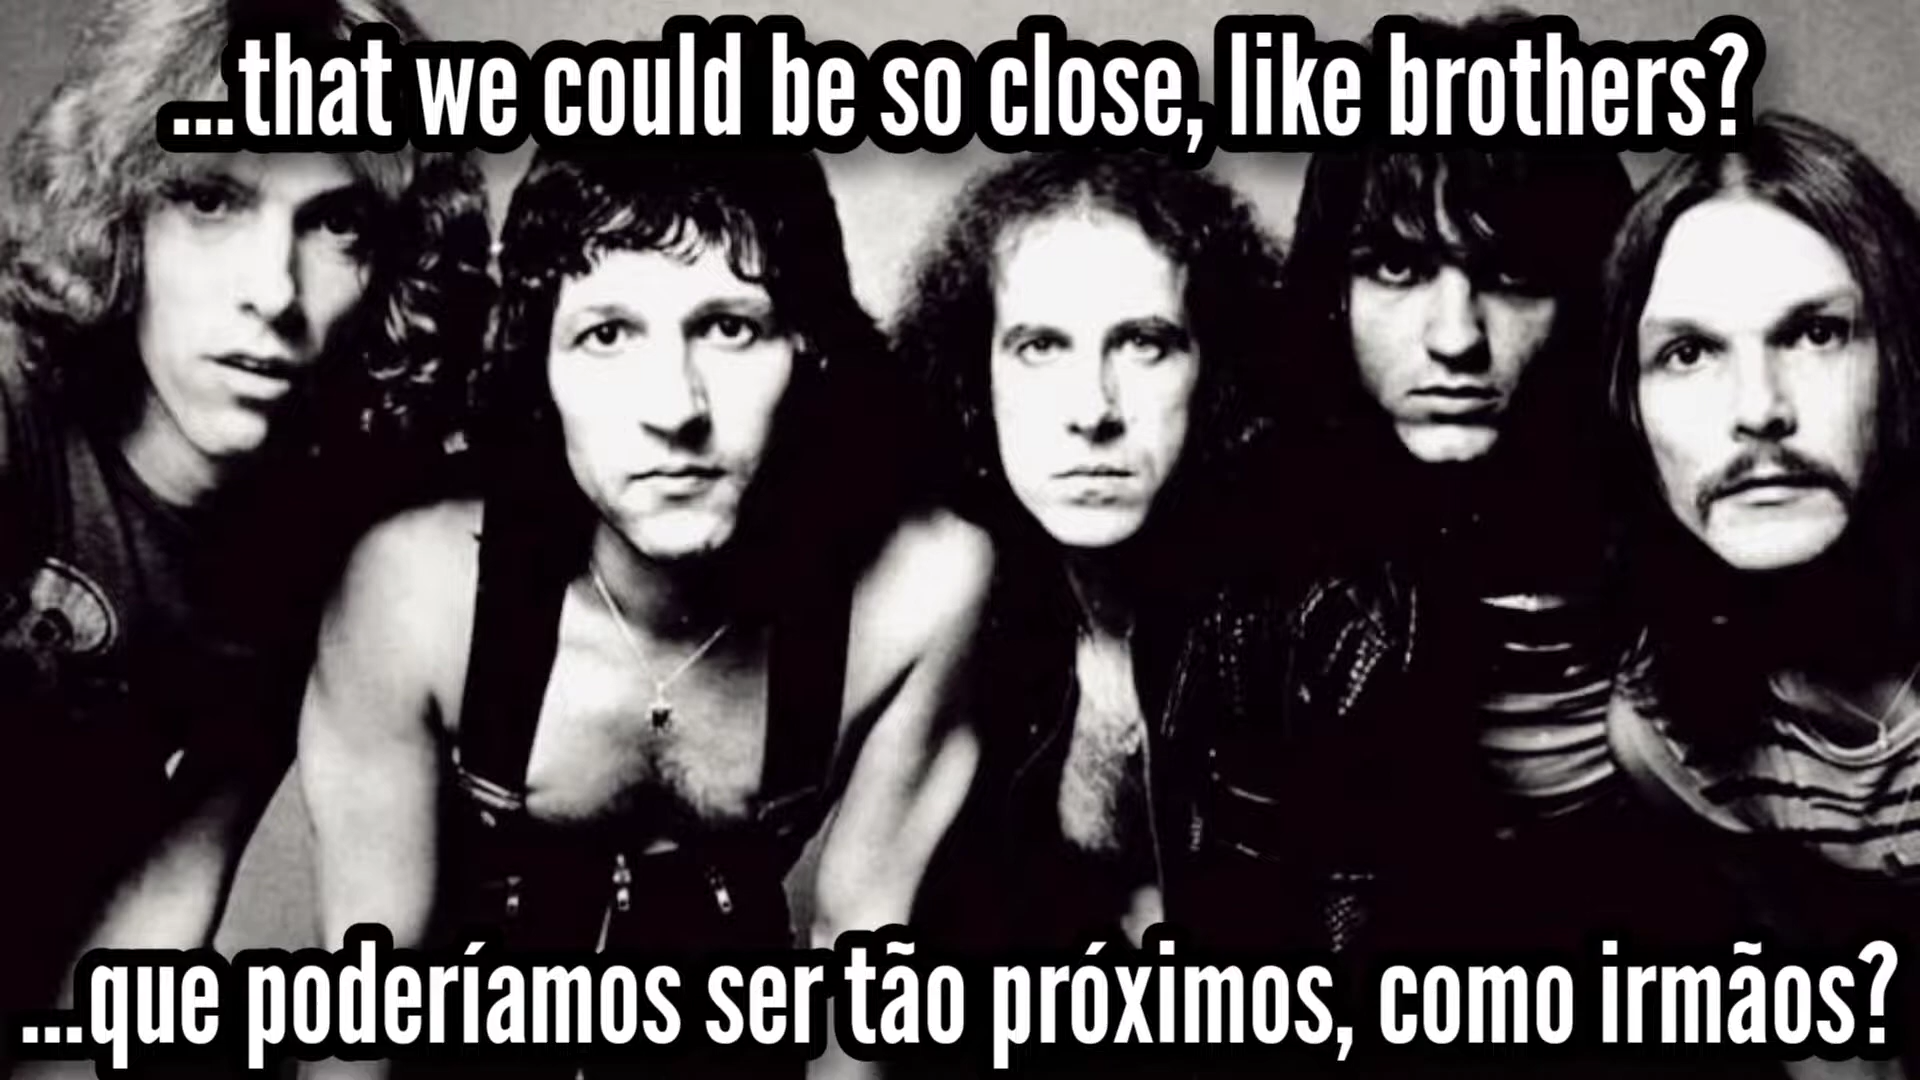 ...that we could be so close, like brothers?
...que poderíamos ser tão próximos, como irmãos?